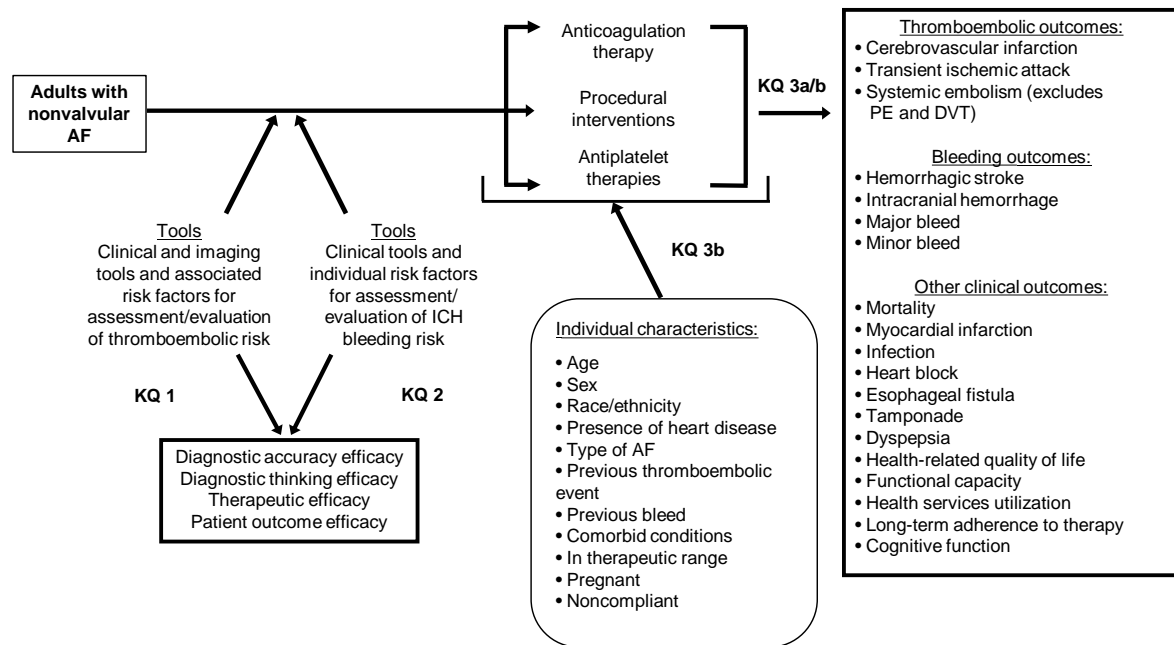 Adults with
nonvalvular
AF
Anticoagulation
therapy
Procedural
interventions
Antiplatelet
therapies
KQ 3a/b
KQ 3b
Tools
Clinical and imaging
tools and associated
risk factors for
assessment/evaluation
of thromboembolic risk
Tools
Clinical tools and
individual risk factors
for assessment/
evaluation of ICH
bleeding risk
KQ 1
KQ 2
Diagnostic accuracy efficacy
Diagnostic thinking efficacy
Therapeutic efficacy
Patient outcome efficacy
Individual characteristics:
• Age
• Sex
• Race/ethnicity
• Presence of heart disease
• Type of AF
• Previous thromboembolic
event
• Previous bleed
• Comorbid conditions
• In therapeutic range
• Pregnant
• Noncompliant
Thromboembolic outcomes:
• Cerebrovascular infarction
• Transient ischemic attack
• Systemic embolism (excludes
PE and DVT)
Bleeding outcomes:
• Hemorrhagic stroke
• Intracranial hemorrhage
• Major bleed
• Minor bleed
Other clinical outcomes:
• Mortality
• Myocardial infarction
• Infection
• Heart block
• Esophageal fistula
• Tamponade
• Dyspepsia
• Health-related quality of life
• Functional capacity
• Health services utilization
• Long-term adherence to therapy
• Cognitive function